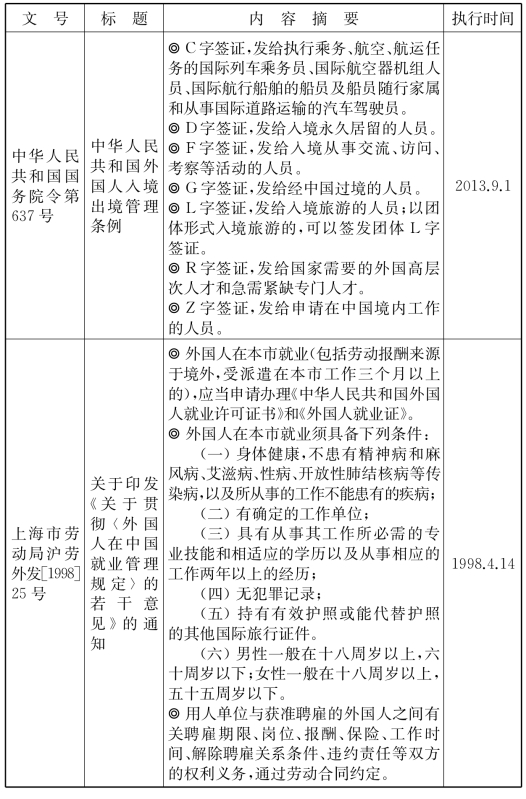 文　号 标　题 内　容　摘　要 执行时间
中华人民
共和国国
务院令第
637 号
中华人民
共和国外
国人入境
出境管理
条例
◎ C 字签证，发给执行乘务、航空、航运任
务的国际列车乘务员、国际航空器机组人
员、国际航行船舶的船员及船员随行家属
和从事国际道路运输的汽车驾驶员。
◎ D 字签证，发给入境永久居留的人员。
◎ F 字签证，发给入境从事交流、访问、
考察等活动的人员。
◎ G 字签证，发给经中国过境的人员。
◎ L 字签证，发给入境旅游的人员；以团
体形式入境旅游的，可以签发团体 L 字
签证。
◎ R 字签证，发给国家需要的外国高层
次人才和急需紧缺专门人才。
◎ Z 字签证，发给申请在中国境内工作
的人员。
2013.9.1
上海市劳
动局沪劳
外发[1998]
25 号
关于印发
《关于贯
彻〈外国
人在中国
就业管理
规定〉的
若干意
见》的通
知
◎ 外国人在本市就业（包括劳动报酬来源
于境外，受派遣在本市工作三个月以上
的），应当申请办理《中华人民共和国外国
人就业许可证书》和《外国人就业证》。
◎ 外国人在本市就业须具备下列条件：
（一）身体健康，不患有精神病和麻
风病、艾滋病、性病、开放性肺结核病等传
染病，以及所从事的工作不能患有的疾病；
（二）有确定的工作单位；
（三）具有从事其工作所必需的专
业技能和相适应的学历以及从事相应的
工作两年以上的经历；
（四）无犯罪记录；
（五）持有有效护照或能代替护照
的其他国际旅行证件。
（六）男性一般在十八周岁以上，六
十周岁以下；女性一般在十八周岁以上，
五十五周岁以下。
◎ 用人单位与获准聘雇的外国人之间有
关聘雇期限、岗位、报酬、保险、工作时
间、解除聘雇关系条件、违约责任等双方
的权利义务，通过劳动合同约定。
1998.4.14